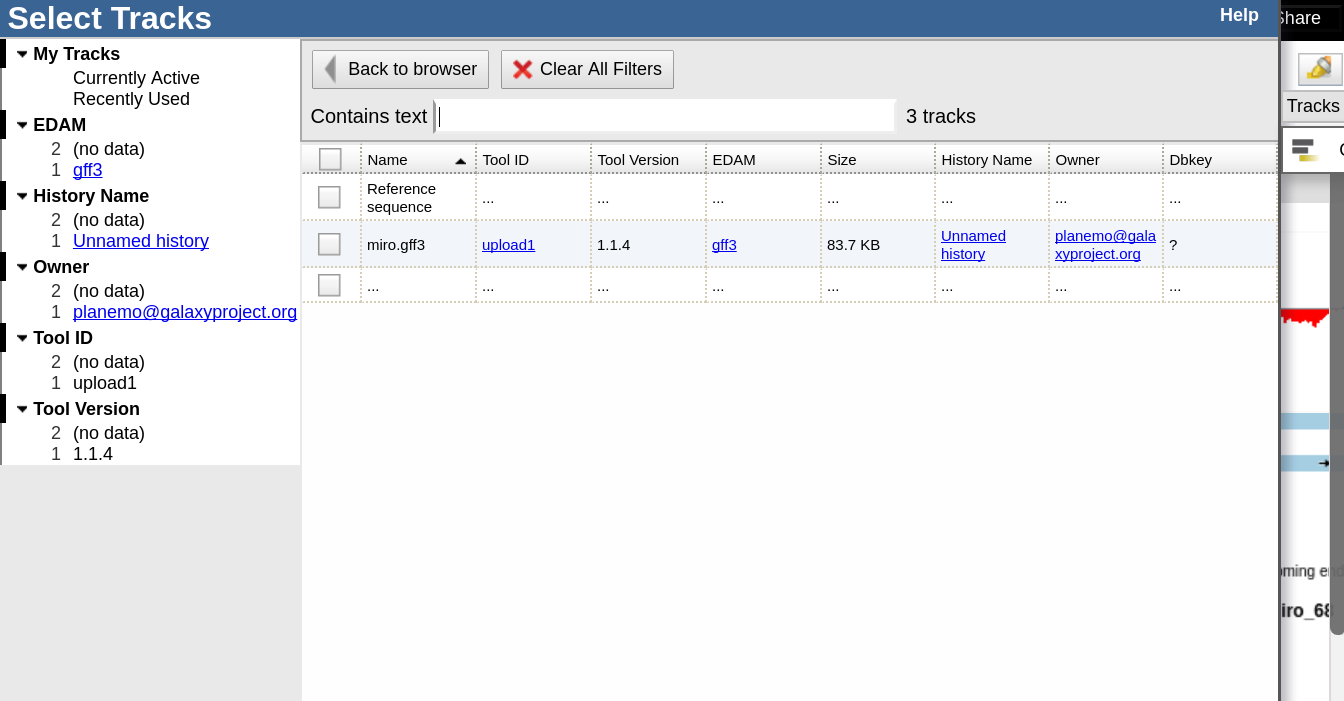 Select Tracks
Help
Share
My Tracks
Currently Active
Recently Used
EDAM
2 (no data)
1 gff3
History Name
2 (no data)
1 Unnamed history
Owner
2 (no data)
1 planemo@galaxyproject.org
Tool ID
2 (no data)
1 upload1
Tool Version
2 (no data)
1 1.1.4
Back to browser
Clear All Filters
Contains text
3 tracks
Name Tool ID Tool Version EDAM Size History Name Owner Dbkey
Reference
sequence ... ... ... ... ... ... ...
miro.gff3 upload1 1.1.4 gff3 83.7 KB Unnamed
history planemo@gala
xyproject.org ?
... ... ... ... ... ... ... ...
Tracks
oming end
iro_68